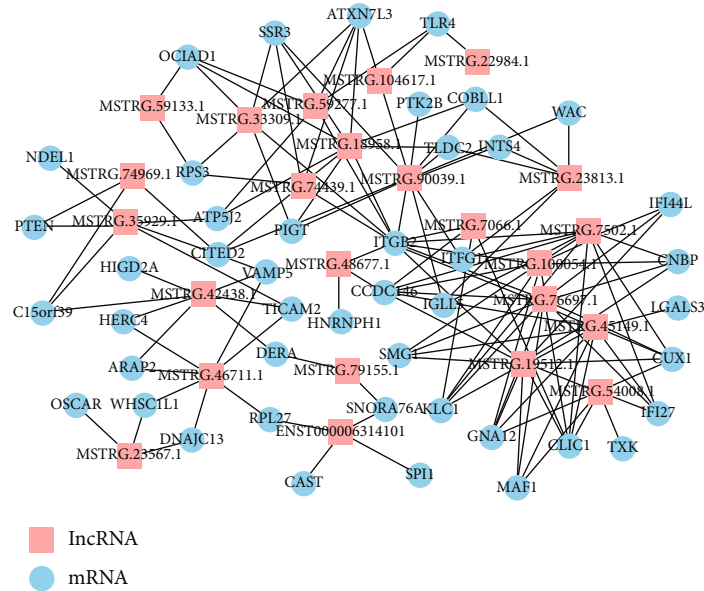 ATXN7L3
TLR4
SSR3
OCIAD1
MSTRG.22984.1
MSTRG.104617.1
MSTRG.59133.1
MSTRG.59277.1
PTK2B
COBLL1
MSTRG.33309.1
WAC
MSTRG.18958.1
TLDC2
INTS4
NDEL1
RPS3
MSTRG.74969.1
MSTRG.74439.1
MSTRG.90039.1
MSTRG.23813.1
IFI44L
PTEN
MSTRG.35929.1
ATP5J2
PIGT
MSTRG.7066.1
MSTRG.7502.1
ITGB2
CITED2
ITFG1
HIGD2A
VAMP5
MSTRG.48677.1
MSTRG.100054.1
CNBP
CCDC146
C15orf39
MSTRG.42438.1
TICAM2
IGLL5
MSTRG.76697.1
LGALS3
HERC4
HNRNPH1
MSTRG.45149.1
DERA
SMG1
CUX1
ARAP2
MSTRG.46711.1
MSTRG.79155.1
MSTRG.19512.1
MSTRG.54008.1
OSCAR
WHSC1L1
SNORA76A
KLC1
IFI27
RPL27
ENST000006314101
GNA12
DNAJC13
CLIC1
TXK
MSTRG.23567.1
CAST
SPI1
MAF1
lncRNA
mRNA